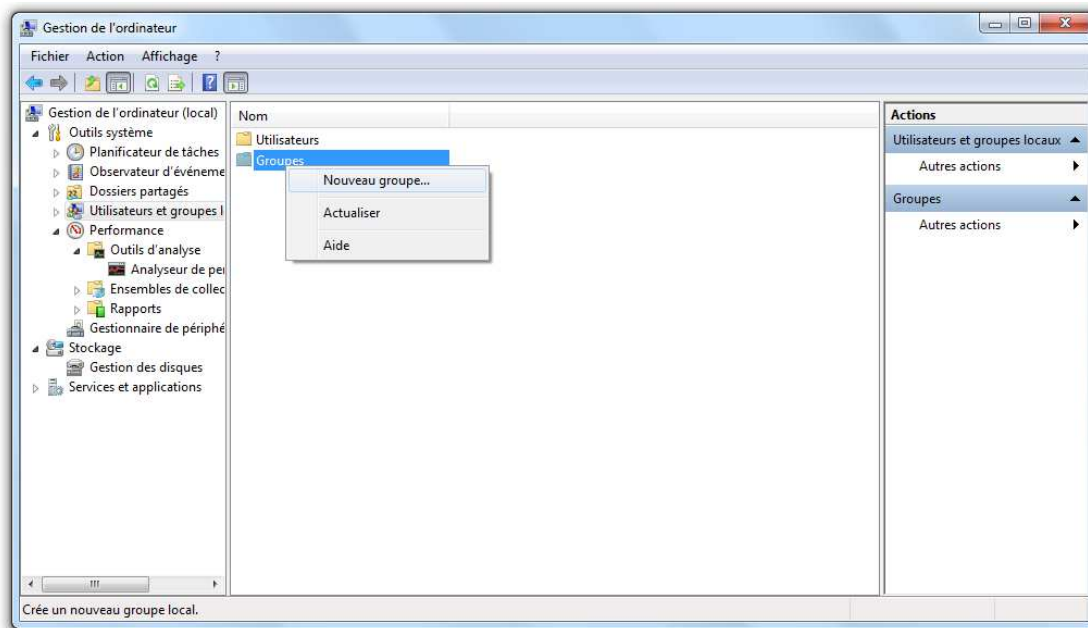 Gestion de l'ordinateur
Fichier Action Affichage ?
Gestion de l'ordinateur (local)
Outils système
Planificateur de tâches
Observateur d'événeme
Dossiers partagés
Utilisateurs et groupes l
Performance
Outils d'analyse
Analyseur de per
Ensembles de collec
Rapports
Gestionnaire de périphé
Stockage
Gestion des disques
Services et applications
Nom
Utilisateurs
Groupes
Nouveau groupe...
Actualiser
Aide
Actions
Utilisateurs et groupes locaux
Autres actions
Groupes
Autres actions
Crée un nouveau groupe local.